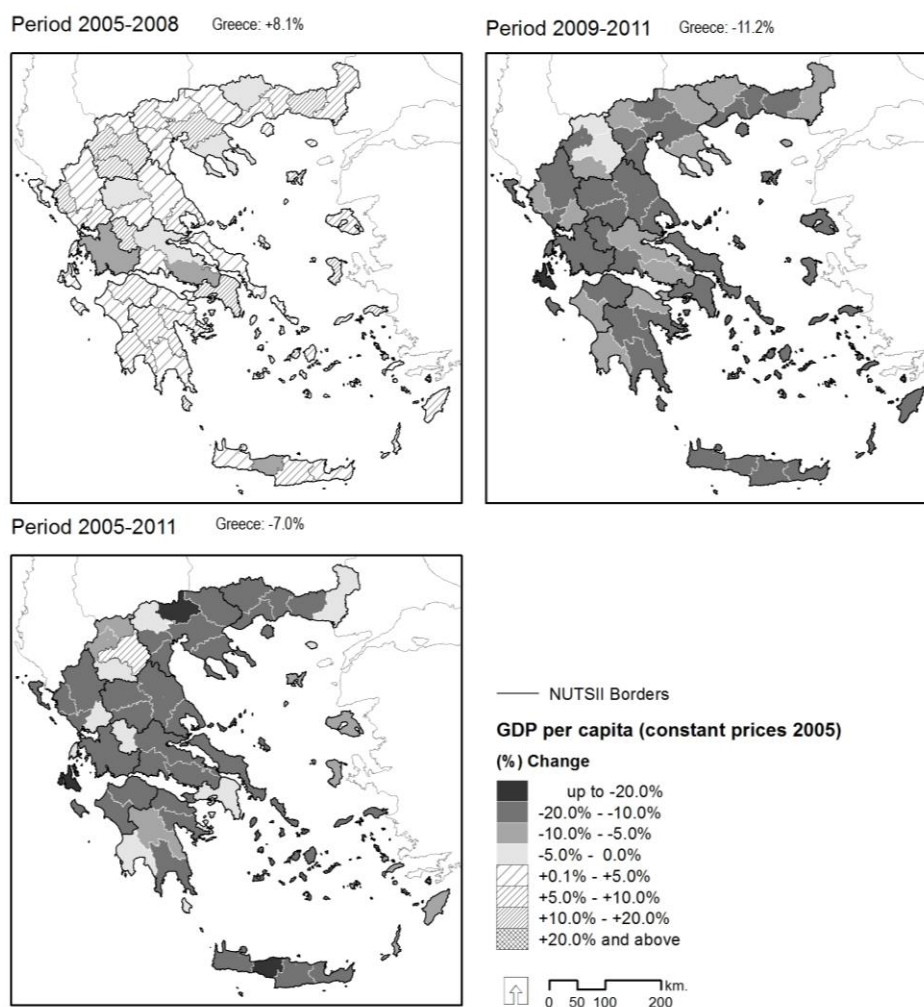 Period 2005-2008 Greece: +8.1%
Period 2009-2011 Greece: -11.2%
Period 2005-2011 Greece: -7.0%
NUTSII Borders
GDP per capita (constant prices 2005)
(%) Change
up to -20.0%
-20.0% - -10.0%
-10.0% - -5.0%
-5.0% - 0.0%
+0.1% - +5.0%
+5.0% - +10.0%
+10.0% - +20.0%
+20.0% and above
km.
0 50 100 200